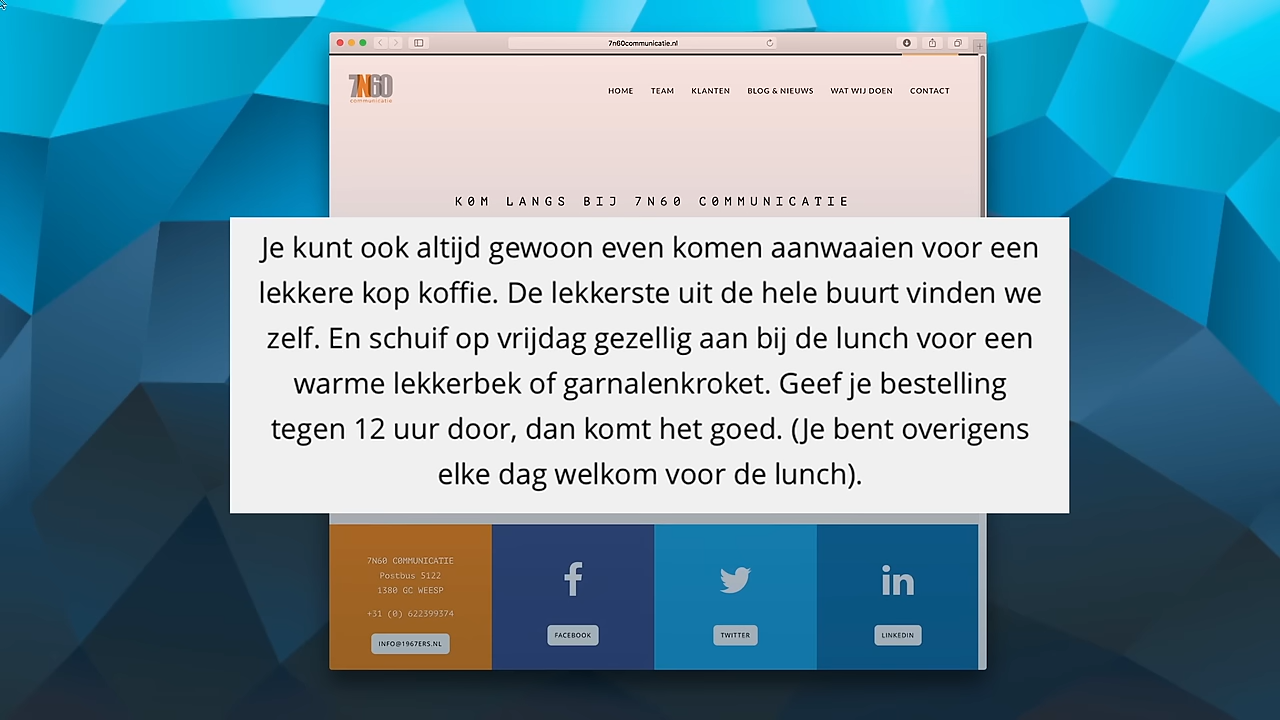 7n60communicatie.nl
7N60
communicatie
HOME TEAM KLANTEN BLOG & NIEUWS WAT WIJ DOEN CONTACT
K0M LANGS BIJ 7N60 C0MMUNICATIE
Je kunt ook altijd gewoon even komen aanwaaien voor een
lekkere kop koffie. De lekkerste uit de hele buurt vinden we
zelf. En schuif op vrijdag gezellig aan bij de lunch voor een
warme lekkerbek of garnalenkroket. Geef je bestelling
tegen 12 uur door, dan komt het goed. (Je bent overigens
elke dag welkom voor de lunch).
7N60 C0MMUNICATIE
Postbus 5122
1380 GC WEESP
+31 (0) 622399374
INFO@1967ERS.NL
FACEBOOK
TWITTER
LINKEDIN